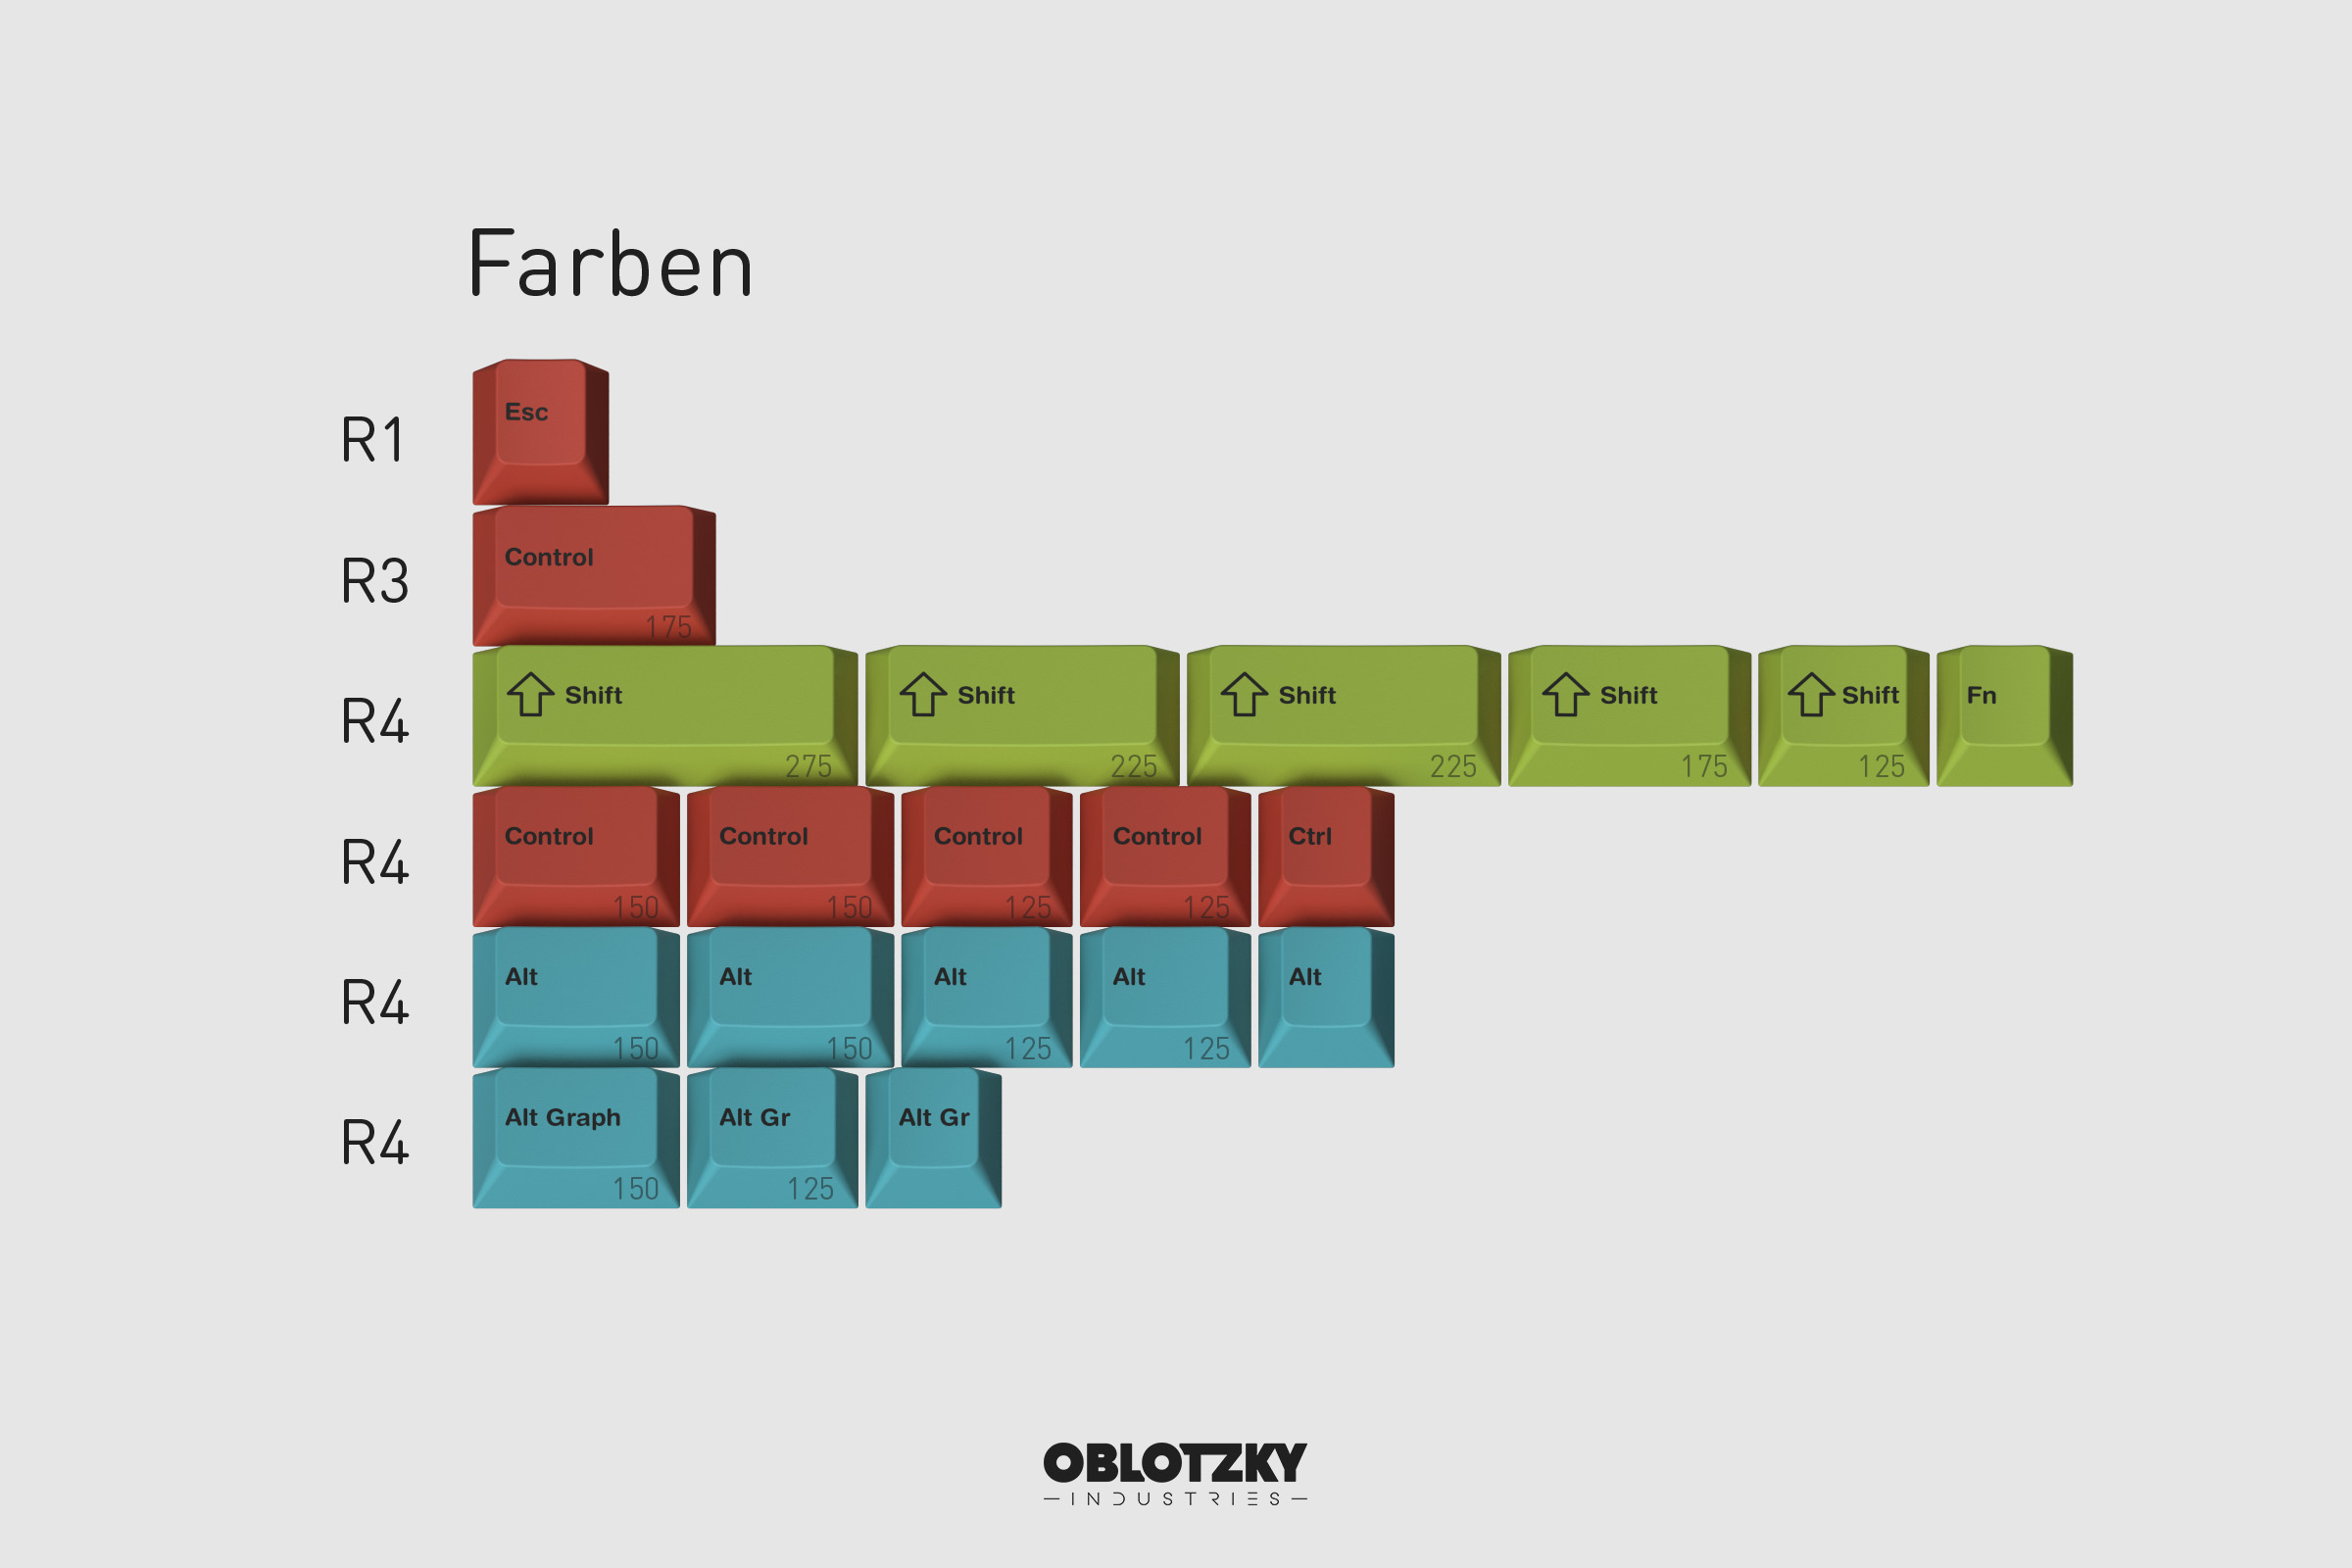 Farben
R1 Esc
R3 Control 175
R4 Shift 275 Shift 225 Shift 225 Shift 175 Shift 125 Fn
R4 Control 150 Control 150 Control 125 Control 125 Ctrl
R4 Alt 150 Alt 150 Alt 125 Alt 125 Alt
R4 Alt Graph 150 Alt Gr 125 Alt Gr
OBLOTZKY
INDUSTRIES